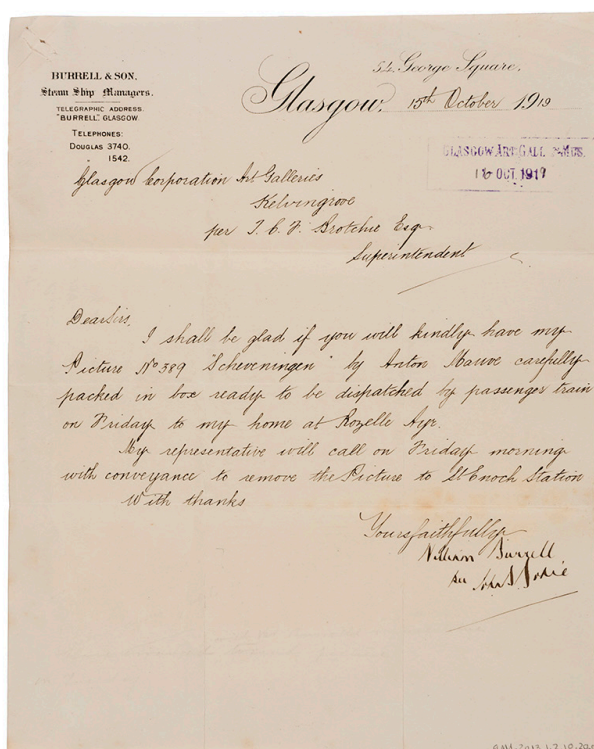 54 George Square.
BURRELL & SON.
Steam Ship Managers.
TELEGRAPHIC ADDRESS.
"BURRELL" GLASGOW.
TELEPHONES:
DOUGLAS 3740.
1542.
Glasgow, 15th October 1919
GLASGOW ART GALL. & MUS.
OCT. 1919
Glasgow Corporation Art Galleries
Kelvingrove
per T. C. F. Brotchie Esq
Superintendent
Dear Sirs,
I shall be glad if you will kindly have my
Picture No 389 "Scheveningen" by Anton Mauve carefully
packed in box ready to be dispatched by passenger train
on Friday to my home at Rozelle Ayr.
My representative will call on Friday morning
with conveyance to remove the Picture to St Enoch Station
With thanks
Yours faithfully
William Burrell
per